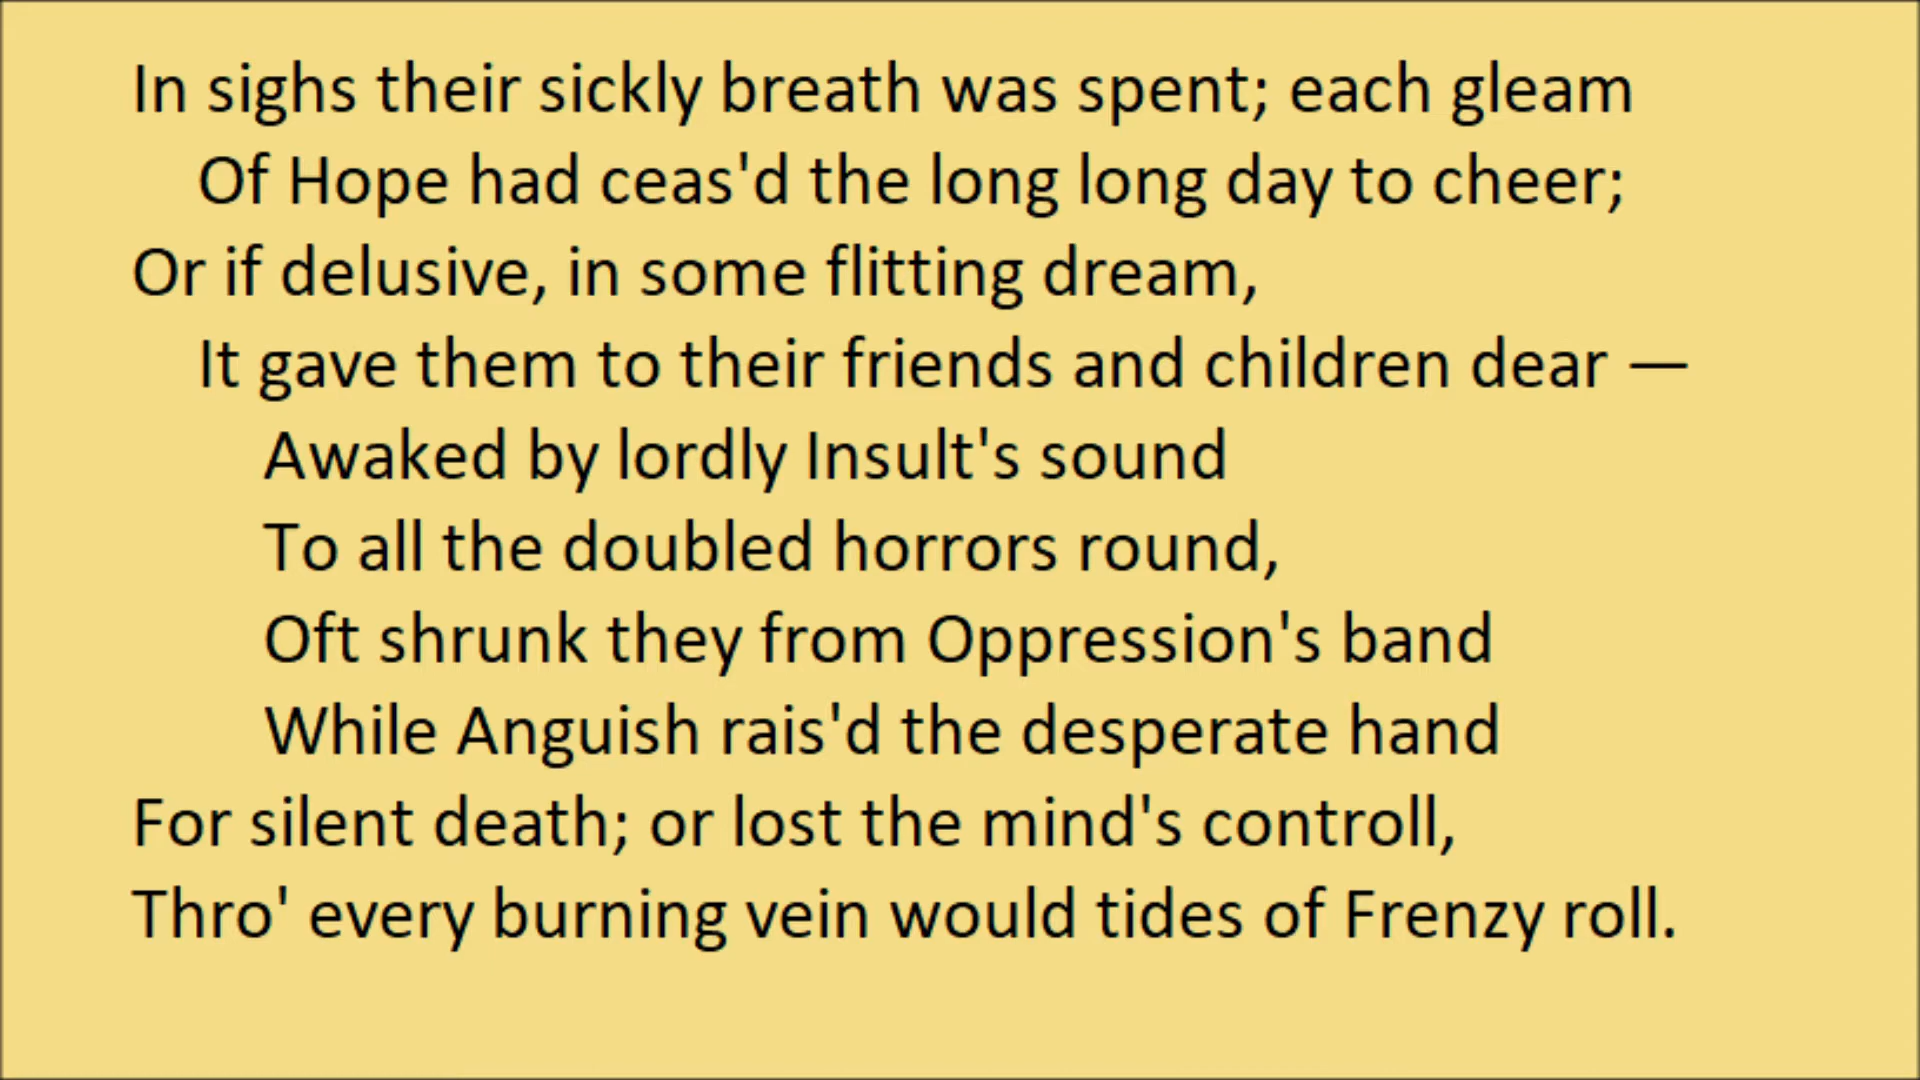 In sighs their sickly breath was spent; each gleam
Of Hope had ceas'd the long long day to cheer;
Or if delusive, in some flitting dream,
It gave them to their friends and children dear —
Awaked by lordly Insult's sound
To all the doubled horrors round,
Oft shrunk they from Oppression's band
While Anguish rais'd the desperate hand
For silent death; or lost the mind's controll,
Thro' every burning vein would tides of Frenzy roll.